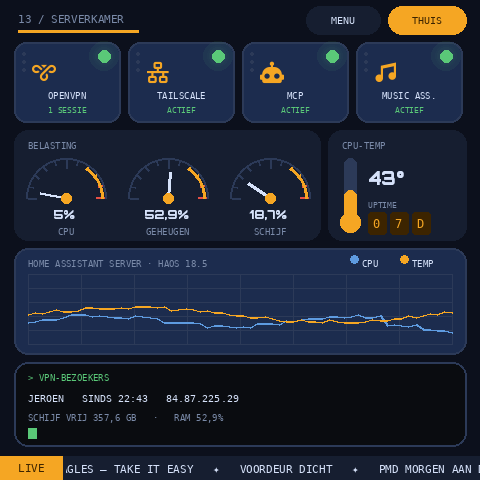 13 / SERVERKAMER
MENU
THUIS
OPENVPN
1 SESSIE
TAILSCALE
ACTIEF
MCP
ACTIEF
MUSIC ASS.
ACTIEF
BELASTING
5%
CPU
52,9%
GEHEUGEN
18,7%
SCHIJF
CPU-TEMP
43°
UPTIME
0 7 D
HOME ASSISTANT SERVER · HAOS 18.5
CPU
TEMP
> VPN-BEZOEKERS
JEROEN SINDS 22:43 84.87.225.29
SCHIJF VRIJ 357,6 GB · RAM 52,9%
LIVE
GLES — TAKE IT EASY ✦ VOORDEUR DICHT ✦ PMD MORGEN AAN